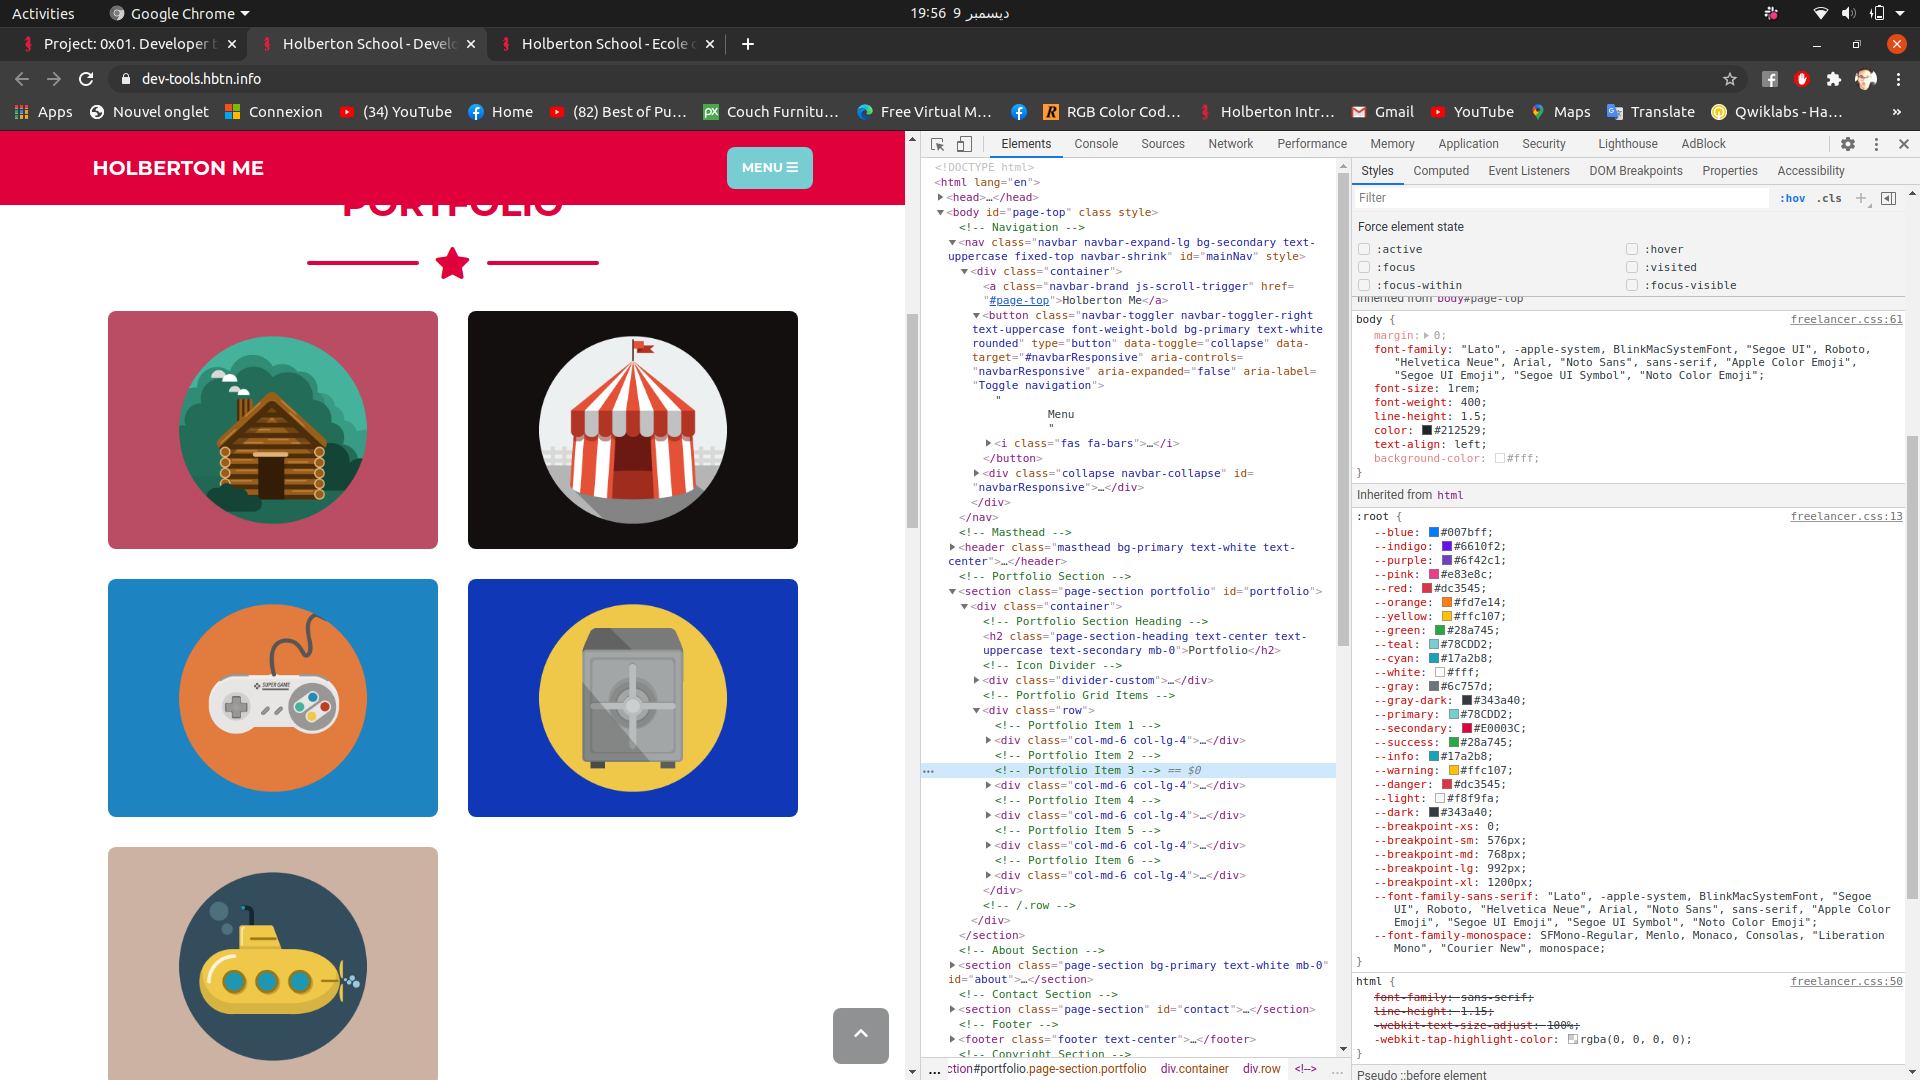 Activities
Google Chrome
19:56 9 ديسمبر
Project: 0x01. Developer t
Holberton School - Develo
Holberton School - Ecole
dev-tools.hbtn.info
Apps
Nouvel onglet
Connexion
(34) YouTube
Home
(82) Best of Pu...
Couch Furnitu...
Free Virtual M...
RGB Color Cod...
Holberton Intr...
Gmail
YouTube
Maps
Translate
Qwiklabs - Ha...
»
HOLBERTON ME
MENU
PORTFOLIO
SUPER GAME
Elements Console Sources Network Performance Memory Application Security Lighthouse AdBlock
<!DOCTYPE html>
<html lang="en">
<head>…</head>
<body id="page-top" class style>
<!-- Navigation -->
<nav class="navbar navbar-expand-lg bg-secondary text-
uppercase fixed-top navbar-shrink" id="mainNav" style>
<div class="container">
<a class="navbar-brand js-scroll-trigger" href=
"#page-top">Holberton Me</a>
<button class="navbar-toggler navbar-toggler-right
text-uppercase font-weight-bold bg-primary text-white
rounded" type="button" data-toggle="collapse" data-
target="#navbarResponsive" aria-controls=
"navbarResponsive" aria-expanded="false" aria-label=
"Toggle navigation">
"
Menu
"
<i class="fas fa-bars">…</i>
</button>
<div class="collapse navbar-collapse" id=
"navbarResponsive">…</div>
</div>
</nav>
<!-- Masthead -->
<header class="masthead bg-primary text-white text-
center">…</header>
<!-- Portfolio Section -->
<section class="page-section portfolio" id="portfolio">
<div class="container">
<!-- Portfolio Section Heading -->
<h2 class="page-section-heading text-center text-
uppercase text-secondary mb-0">Portfolio</h2>
<!-- Icon Divider -->
<div class="divider-custom">…</div>
<!-- Portfolio Grid Items -->
<div class="row">
<!-- Portfolio Item 1 -->
<div class="col-md-6 col-lg-4">…</div>
<!-- Portfolio Item 2 -->
<!-- Portfolio Item 3 --> == $0
<div class="col-md-6 col-lg-4">…</div>
<!-- Portfolio Item 4 -->
<div class="col-md-6 col-lg-4">…</div>
<!-- Portfolio Item 5 -->
<div class="col-md-6 col-lg-4">…</div>
<!-- Portfolio Item 6 -->
<div class="col-md-6 col-lg-4">…</div>
</div>
<!-- /.row -->
</div>
</section>
<!-- About Section -->
<section class="page-section bg-primary text-white mb-0"
id="about">…</section>
<!-- Contact Section -->
<section class="page-section" id="contact">…</section>
<!-- Footer -->
<footer class="footer text-center">…</footer>
<!-- Copyright Section -->
... ction#portfolio.page-section.portfolio div.container div.row <!--> ...
Styles Computed Event Listeners DOM Breakpoints Properties Accessibility
Filter
:hov .cls
Force element state
:active :hover
:focus :visited
:focus-within :focus-visible
Inherited from body#page-top
body { freelancer.css:61
margin: 0;
font-family: "Lato", -apple-system, BlinkMacSystemFont, "Segoe UI", Roboto,
"Helvetica Neue", Arial, "Noto Sans", sans-serif, "Apple Color Emoji",
"Segoe UI Emoji", "Segoe UI Symbol", "Noto Color Emoji";
font-size: 1rem;
font-weight: 400;
line-height: 1.5;
color: #212529;
text-align: left;
background-color: #fff;
}
Inherited from html
:root { freelancer.css:13
--blue: #007bff;
--indigo: #6610f2;
--purple: #6f42c1;
--pink: #e83e8c;
--red: #dc3545;
--orange: #fd7e14;
--yellow: #ffc107;
--green: #28a745;
--teal: #78CDD2;
--cyan: #17a2b8;
--white: #fff;
--gray: #6c757d;
--gray-dark: #343a40;
--primary: #78CDD2;
--secondary: #E0003C;
--success: #28a745;
--info: #17a2b8;
--warning: #ffc107;
--danger: #dc3545;
--light: #f8f9fa;
--dark: #343a40;
--breakpoint-xs: 0;
--breakpoint-sm: 576px;
--breakpoint-md: 768px;
--breakpoint-lg: 992px;
--breakpoint-xl: 1200px;
--font-family-sans-serif: "Lato", -apple-system, BlinkMacSystemFont, "Segoe
UI", Roboto, "Helvetica Neue", Arial, "Noto Sans", sans-serif, "Apple Color
Emoji", "Segoe UI Emoji", "Segoe UI Symbol", "Noto Color Emoji";
--font-family-monospace: SFMono-Regular, Menlo, Monaco, Consolas, "Liberation
Mono", "Courier New", monospace;
}
html { freelancer.css:50
font-family: sans-serif;
line-height: 1.15;
-webkit-text-size-adjust: 100%;
-webkit-tap-highlight-color: rgba(0, 0, 0, 0);
}
Pseudo ::before element